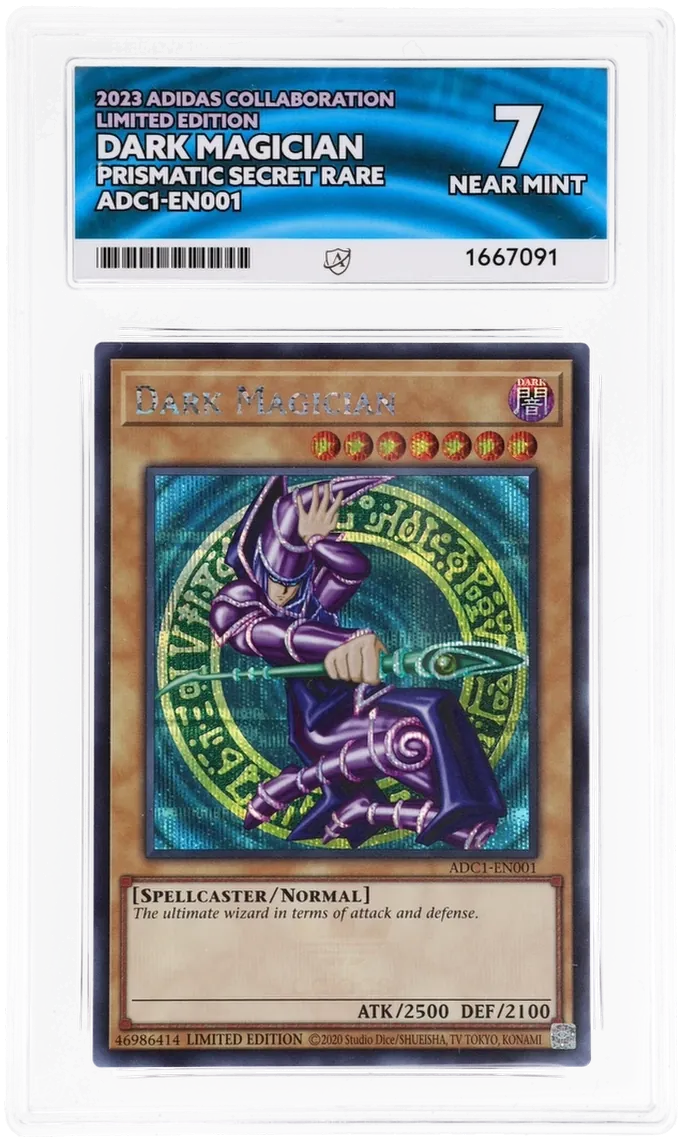 2023 ADIDAS COLLABORATION
LIMITED EDITION
DARK MAGICIAN
PRISMATIC SECRET RARE
ADC1-EN001
7
NEAR MINT
A
1667091
DARK MAGICIAN
DARK
闇
ADC1-EN001
[SPELLCASTER/NORMAL]
The ultimate wizard in terms of attack and defense.
ATK/2500 DEF/2100
46986414 LIMITED EDITION ©2020 Studio Dice/SHUEISHA, TV TOKYO, KONAMI